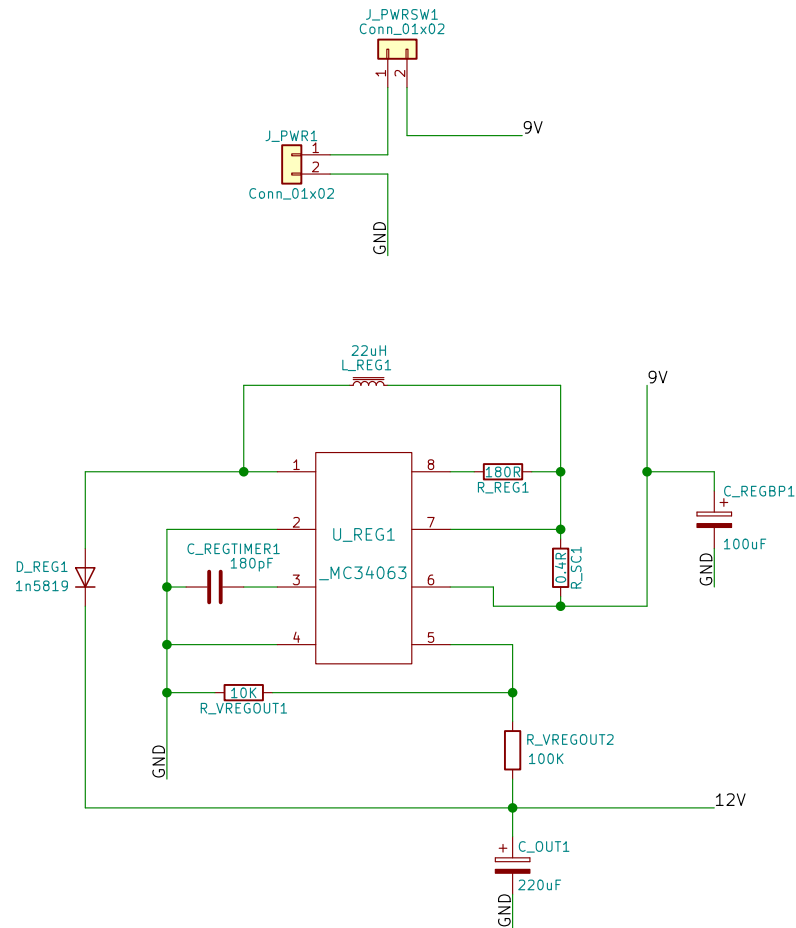 J_PWRSW1
Conn_01x02
1
2
9V
J_PWR1
1
2
Conn_01x02
GND
22uH
L_REG1
9V
1
8
180R
R_REG1
C_REGBP1
+
100uF
GND
2
7
U_REG1
C_REGTIMER1
180pF
D_REG1
1n5819
3
_MC34063
6
0.4R
R_SC1
4
5
10K
R_VREGOUT1
GND
R_VREGOUT2
100K
12V
+
C_OUT1
220uF
GND